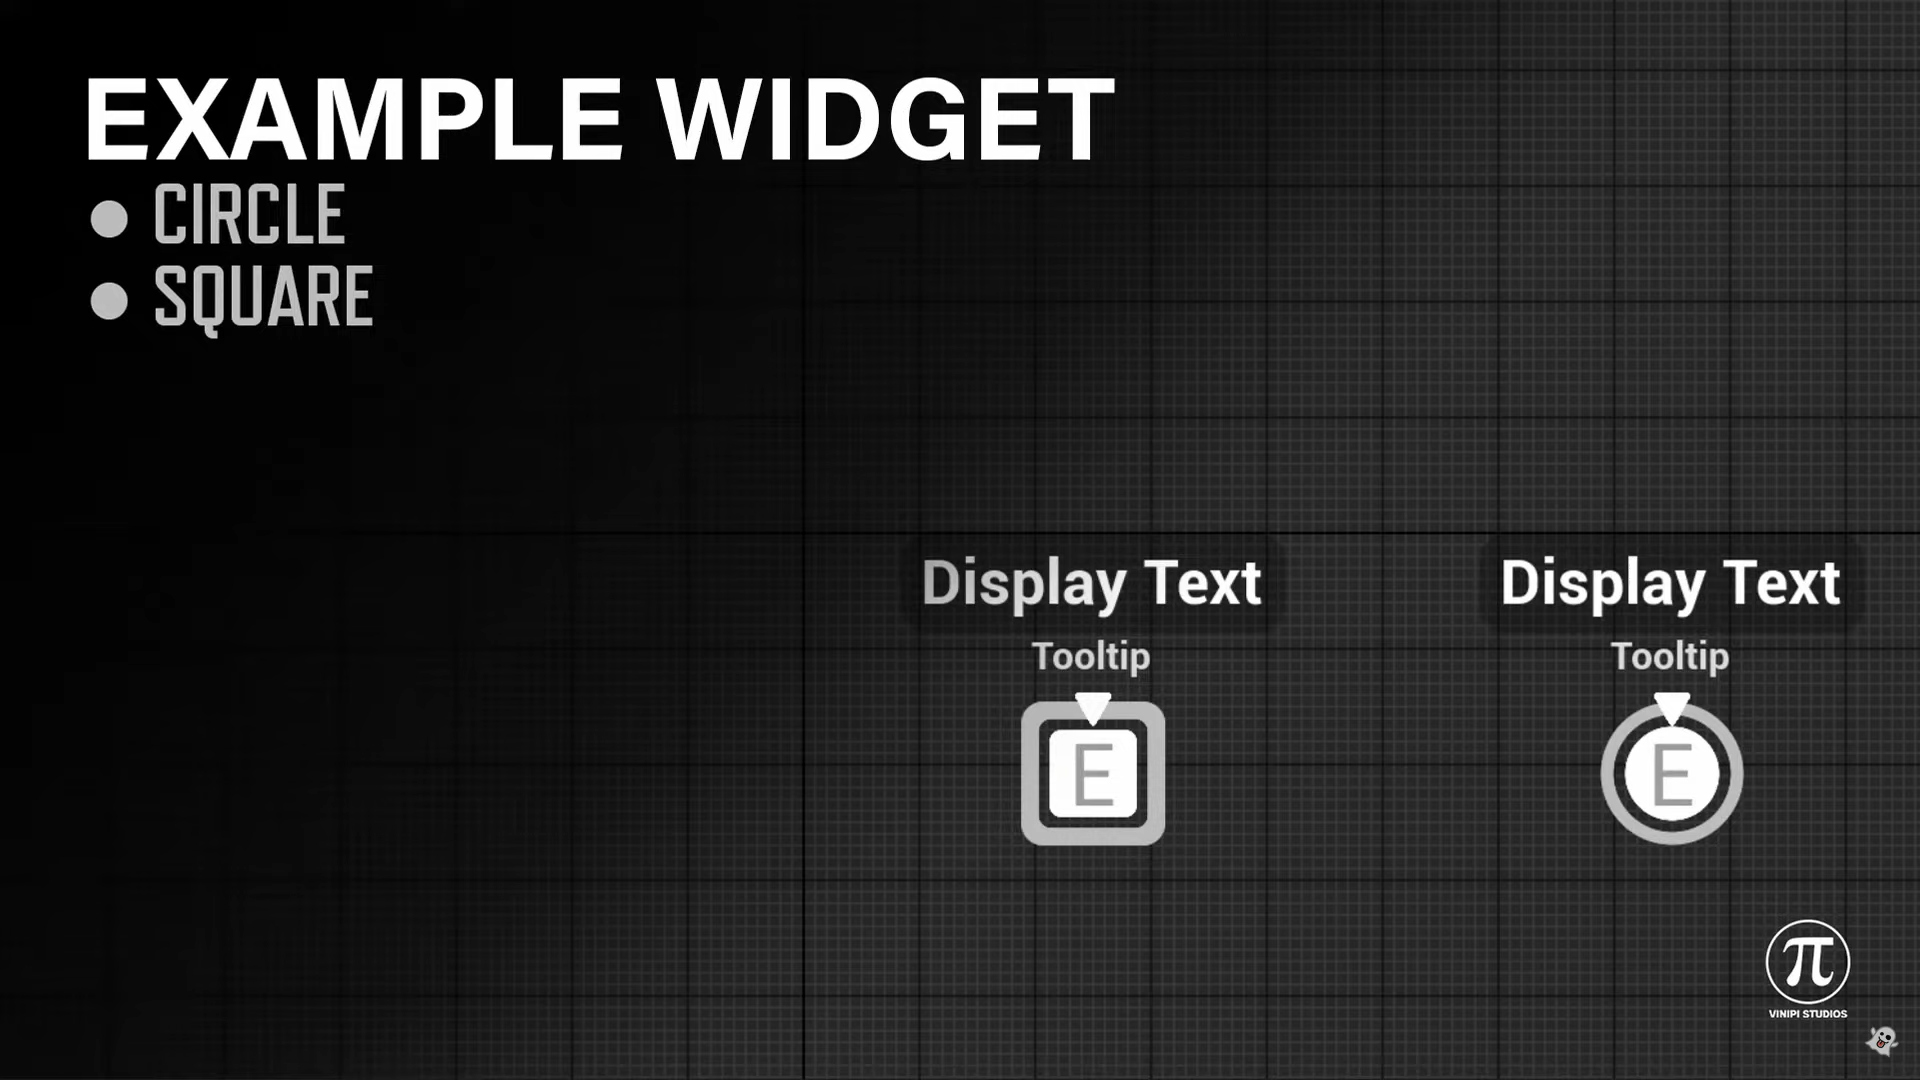 EXAMPLE WIDGET
● CIRCLE
● SQUARE
Display Text
Tooltip
E
Display Text
Tooltip
E
π
VINIPI STUDIOS